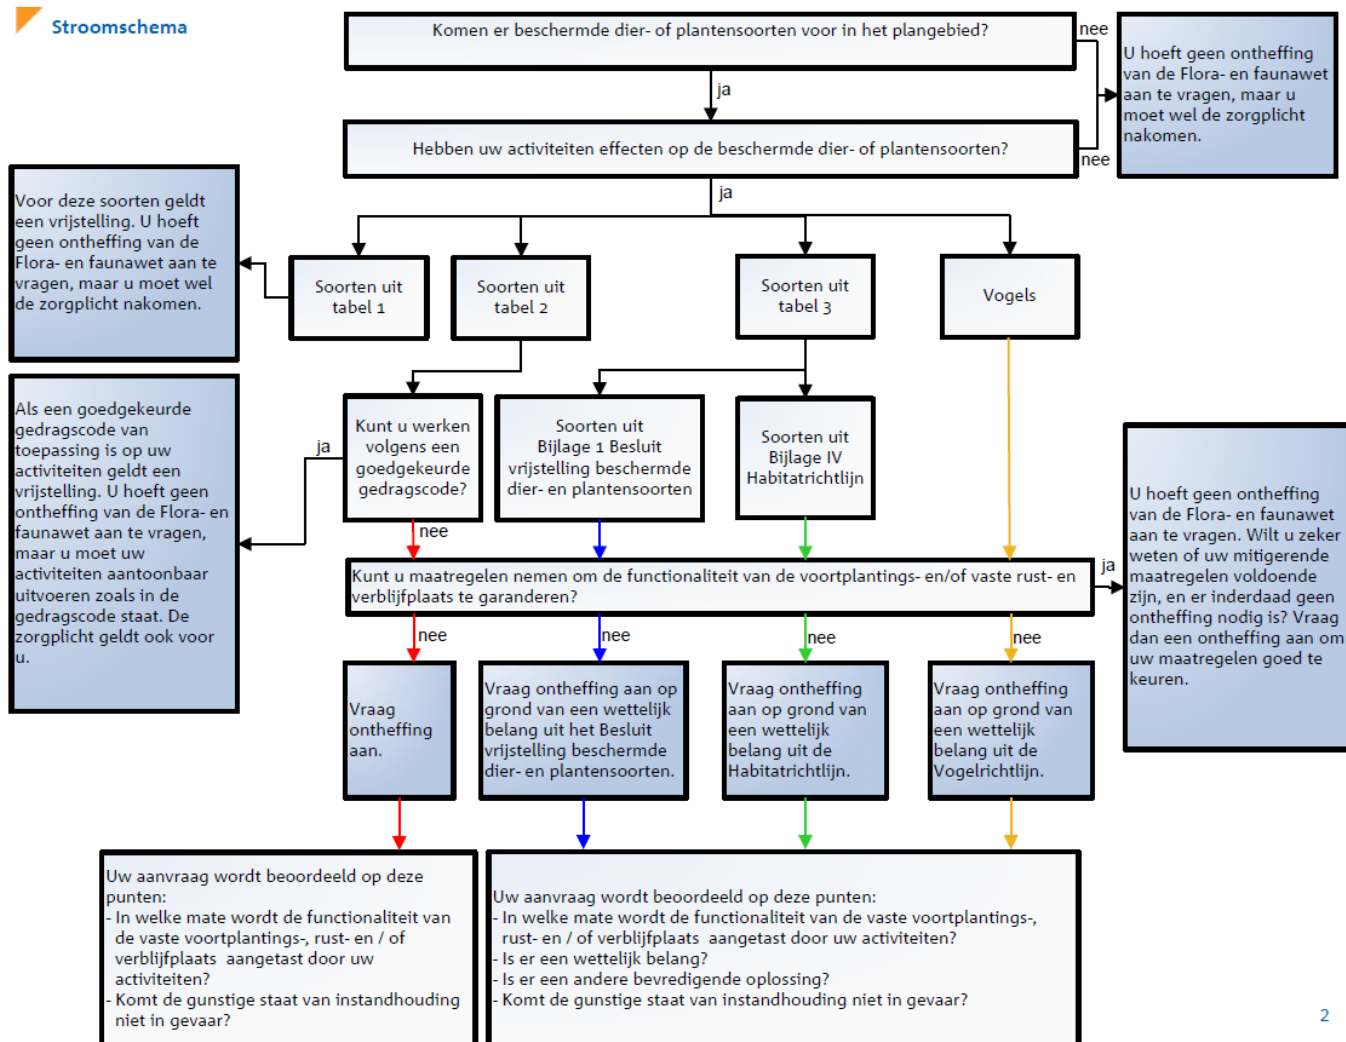 Stroomschema
Komen er beschermde dier- of plantensoorten voor in het plangebied?
nee
U hoeft geen ontheffing
van de Flora- en faunawet
aan te vragen, maar u
moet wel de zorgplicht
nakomen.
ja
Hebben uw activiteiten effecten op de beschermde dier- of plantensoorten?
nee
ja
Voor deze soorten geldt
een vrijstelling. U hoeft
geen ontheffing van de
Flora- en faunawet aan te
vragen, maar u moet wel
de zorgplicht nakomen.
Soorten uit
tabel 1
Soorten uit
tabel 2
Soorten uit
tabel 3
Vogels
Als een goedgekeurde
gedragscode van
toepassing is op uw
activiteiten geldt een
vrijstelling. U hoeft geen
ontheffing van de Flora- en
faunawet aan te vragen,
maar u moet uw
activiteiten aantoonbaar
uitvoeren zoals in de
gedragscode staat. De
zorgplicht geldt ook voor
u.
ja
Kunt u werken
volgens een
goedgekeurde
gedragscode?
Soorten uit
Bijlage 1 Besluit
vrijstelling beschermde
dier- en plantensoorten
Soorten uit
Bijlage IV
Habitatrichtlijn
nee
Kunt u maatregelen nemen om de functionaliteit van de voortplantings- en/of vaste rust- en
verblijfplaats te garanderen?
ja
U hoeft geen ontheffing
van de Flora- en faunawet
aan te vragen. Wilt u zeker
weten of uw mitigerende
maatregelen voldoende
zijn, en er inderdaad geen
ontheffing nodig is? Vraag
dan een ontheffing aan om
uw maatregelen goed te
keuren.
nee
nee
nee
nee
Vraag
ontheffing
aan.
Vraag ontheffing aan op
grond van een wettelijk
belang uit het Besluit
vrijstelling beschermde
dier- en plantensoorten.
Vraag ontheffing
aan op grond van
een wettelijk
belang uit de
Habitatrichtlijn.
Vraag ontheffing
aan op grond van
een wettelijk
belang uit de
Vogelrichtlijn.
Uw aanvraag wordt beoordeeld op deze
punten:
- In welke mate wordt de functionaliteit van
de vaste voortplantings-, rust- en / of
verblijfplaats aangetast door uw
activiteiten?
- Komt de gunstige staat van instandhouding
niet in gevaar?
Uw aanvraag wordt beoordeeld op deze punten:
- In welke mate wordt de functionaliteit van de vaste voortplantings-,
rust- en / of verblijfplaats aangetast door uw activiteiten?
- Is er een wettelijk belang?
- Is er een andere bevredigende oplossing?
- Komt de gunstige staat van instandhouding niet in gevaar?
2